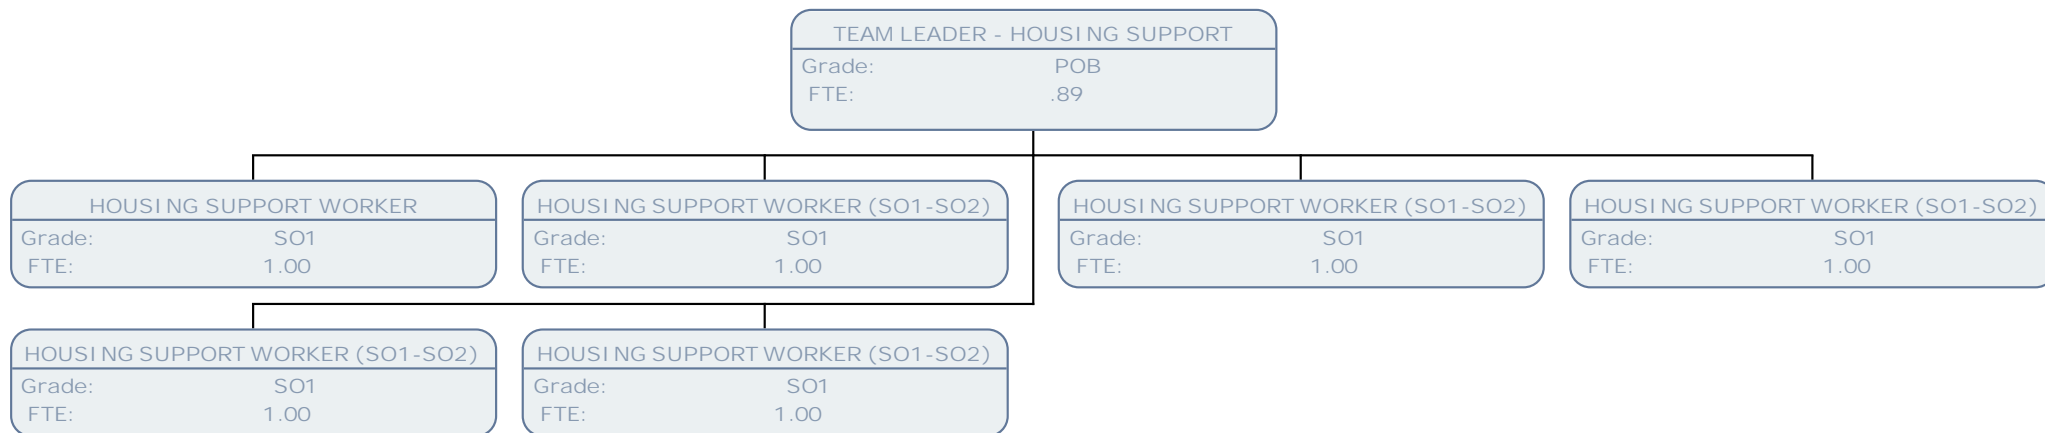 TEAM LEADER - HOUSING SUPPORT
Grade: POB
FTE: .89
HOUSING SUPPORT WORKER
Grade: SO1
FTE: 1.00
HOUSING SUPPORT WORKER (SO1-SO2)
Grade: SO1
FTE: 1.00
HOUSING SUPPORT WORKER (SO1-SO2)
Grade: SO1
FTE: 1.00
HOUSING SUPPORT WORKER (SO1-SO2)
Grade: SO1
FTE: 1.00
HOUSING SUPPORT WORKER (SO1-SO2)
Grade: SO1
FTE: 1.00
HOUSING SUPPORT WORKER (SO1-SO2)
Grade: SO1
FTE: 1.00